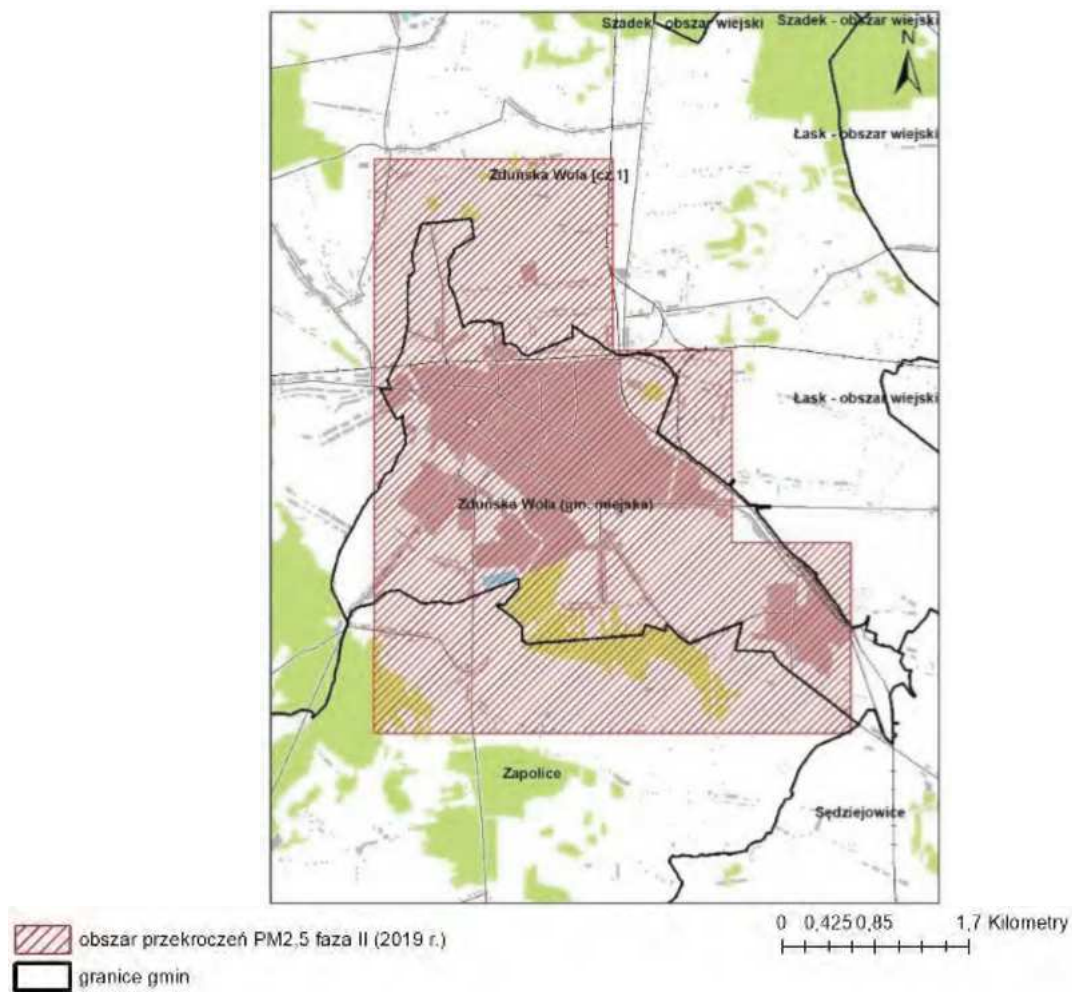 Szadek - obszar wiejski
Szadek - obszar wiejski
N
Łask - obszar wiejski
Zduńska Wola [cz.1]
Łask - obszar wiejski
Zduńska Wola (gm. miejska)
Zapolice
Sędziejowice
0 0,425 0,85 1,7 Kilometry
obszar przekroczeń PM2,5 faza II (2019 r.)
granice gmin